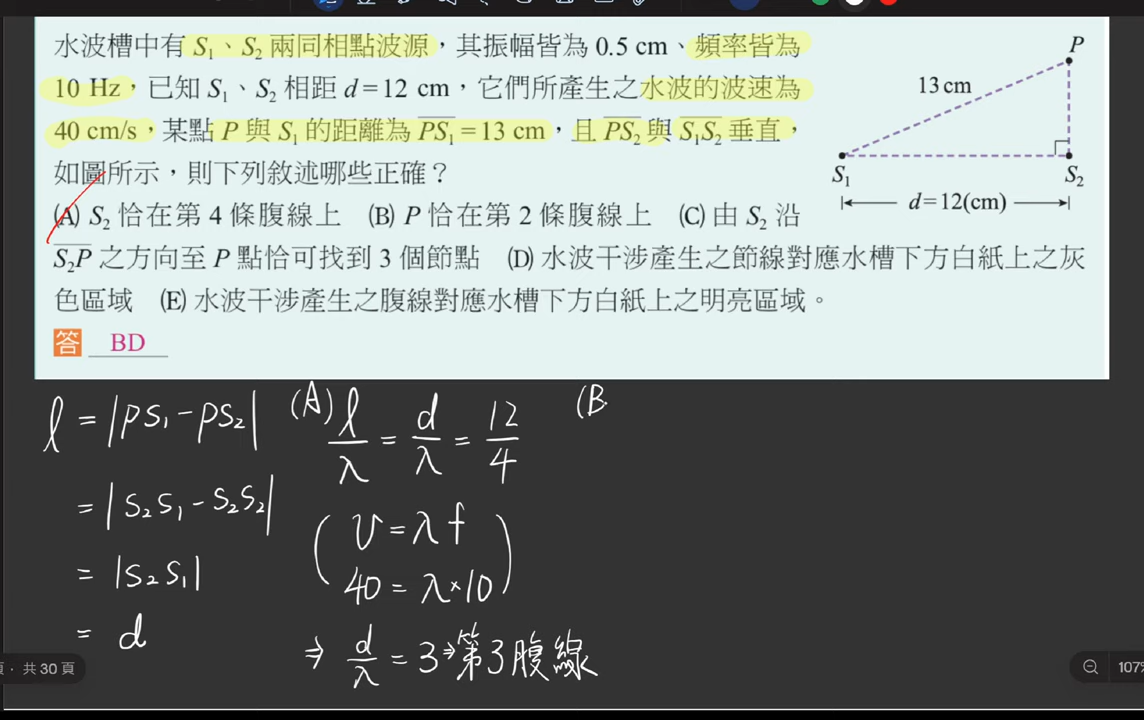 水波槽中有 S₁、S₂ 兩同相點波源,其振幅皆為 0.5 cm、頻率皆為
10 Hz,已知 S₁、S₂ 相距 d=12 cm,它們所產生之水波的波速為
40 cm/s,某點 P 與 S₁ 的距離為 P̅S̅₁=13 cm,且 P̅S̅₂ 與 S̅₁S̅₂ 垂直,
如圖所示,則下列敘述哪些正確?
(A) S₂ 恰在第 4 條腹線上 (B) P 恰在第 2 條腹線上 (C) 由 S₂ 沿
S̅₂P̅ 之方向至 P 點恰可找到 3 個節點 (D) 水波干涉產生之節線對應水槽下方白紙上之灰
色區域 (E) 水波干涉產生之腹線對應水槽下方白紙上之明亮區域。
答 BD
P
13 cm
S₁
S₂
d=12(cm)
l = |PS₁ - PS₂|
= |S₂S₁ - S₂S₂|
= |S₂S₁|
= d
(A) l/λ = d/λ = 12/4
(v = λf
40 = λ×10)
⇒ d/λ = 3 ⇒ 第3腹線
(B
頁 · 共 30 頁
107%